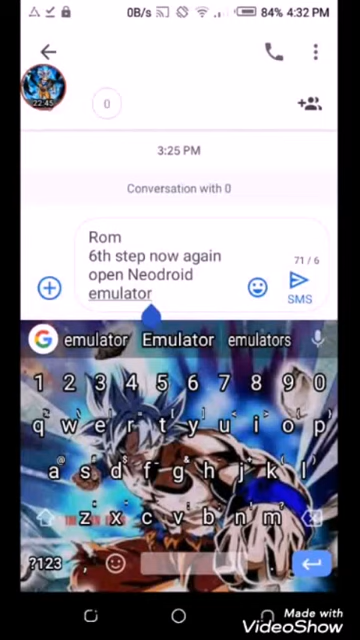 0B/s 84% 4:32 PM
22:45
0
3:25 PM
Conversation with 0
Rom
6th step now again
open Neodroid
emulator
71 / 6
SMS
emulator Emulator emulators
1 2 3 4 5 6 7 8 9 0
q w e r t y u i o p
a s d f g h j k l
z x c v b n m
?123 , .
Made with
VideoShow